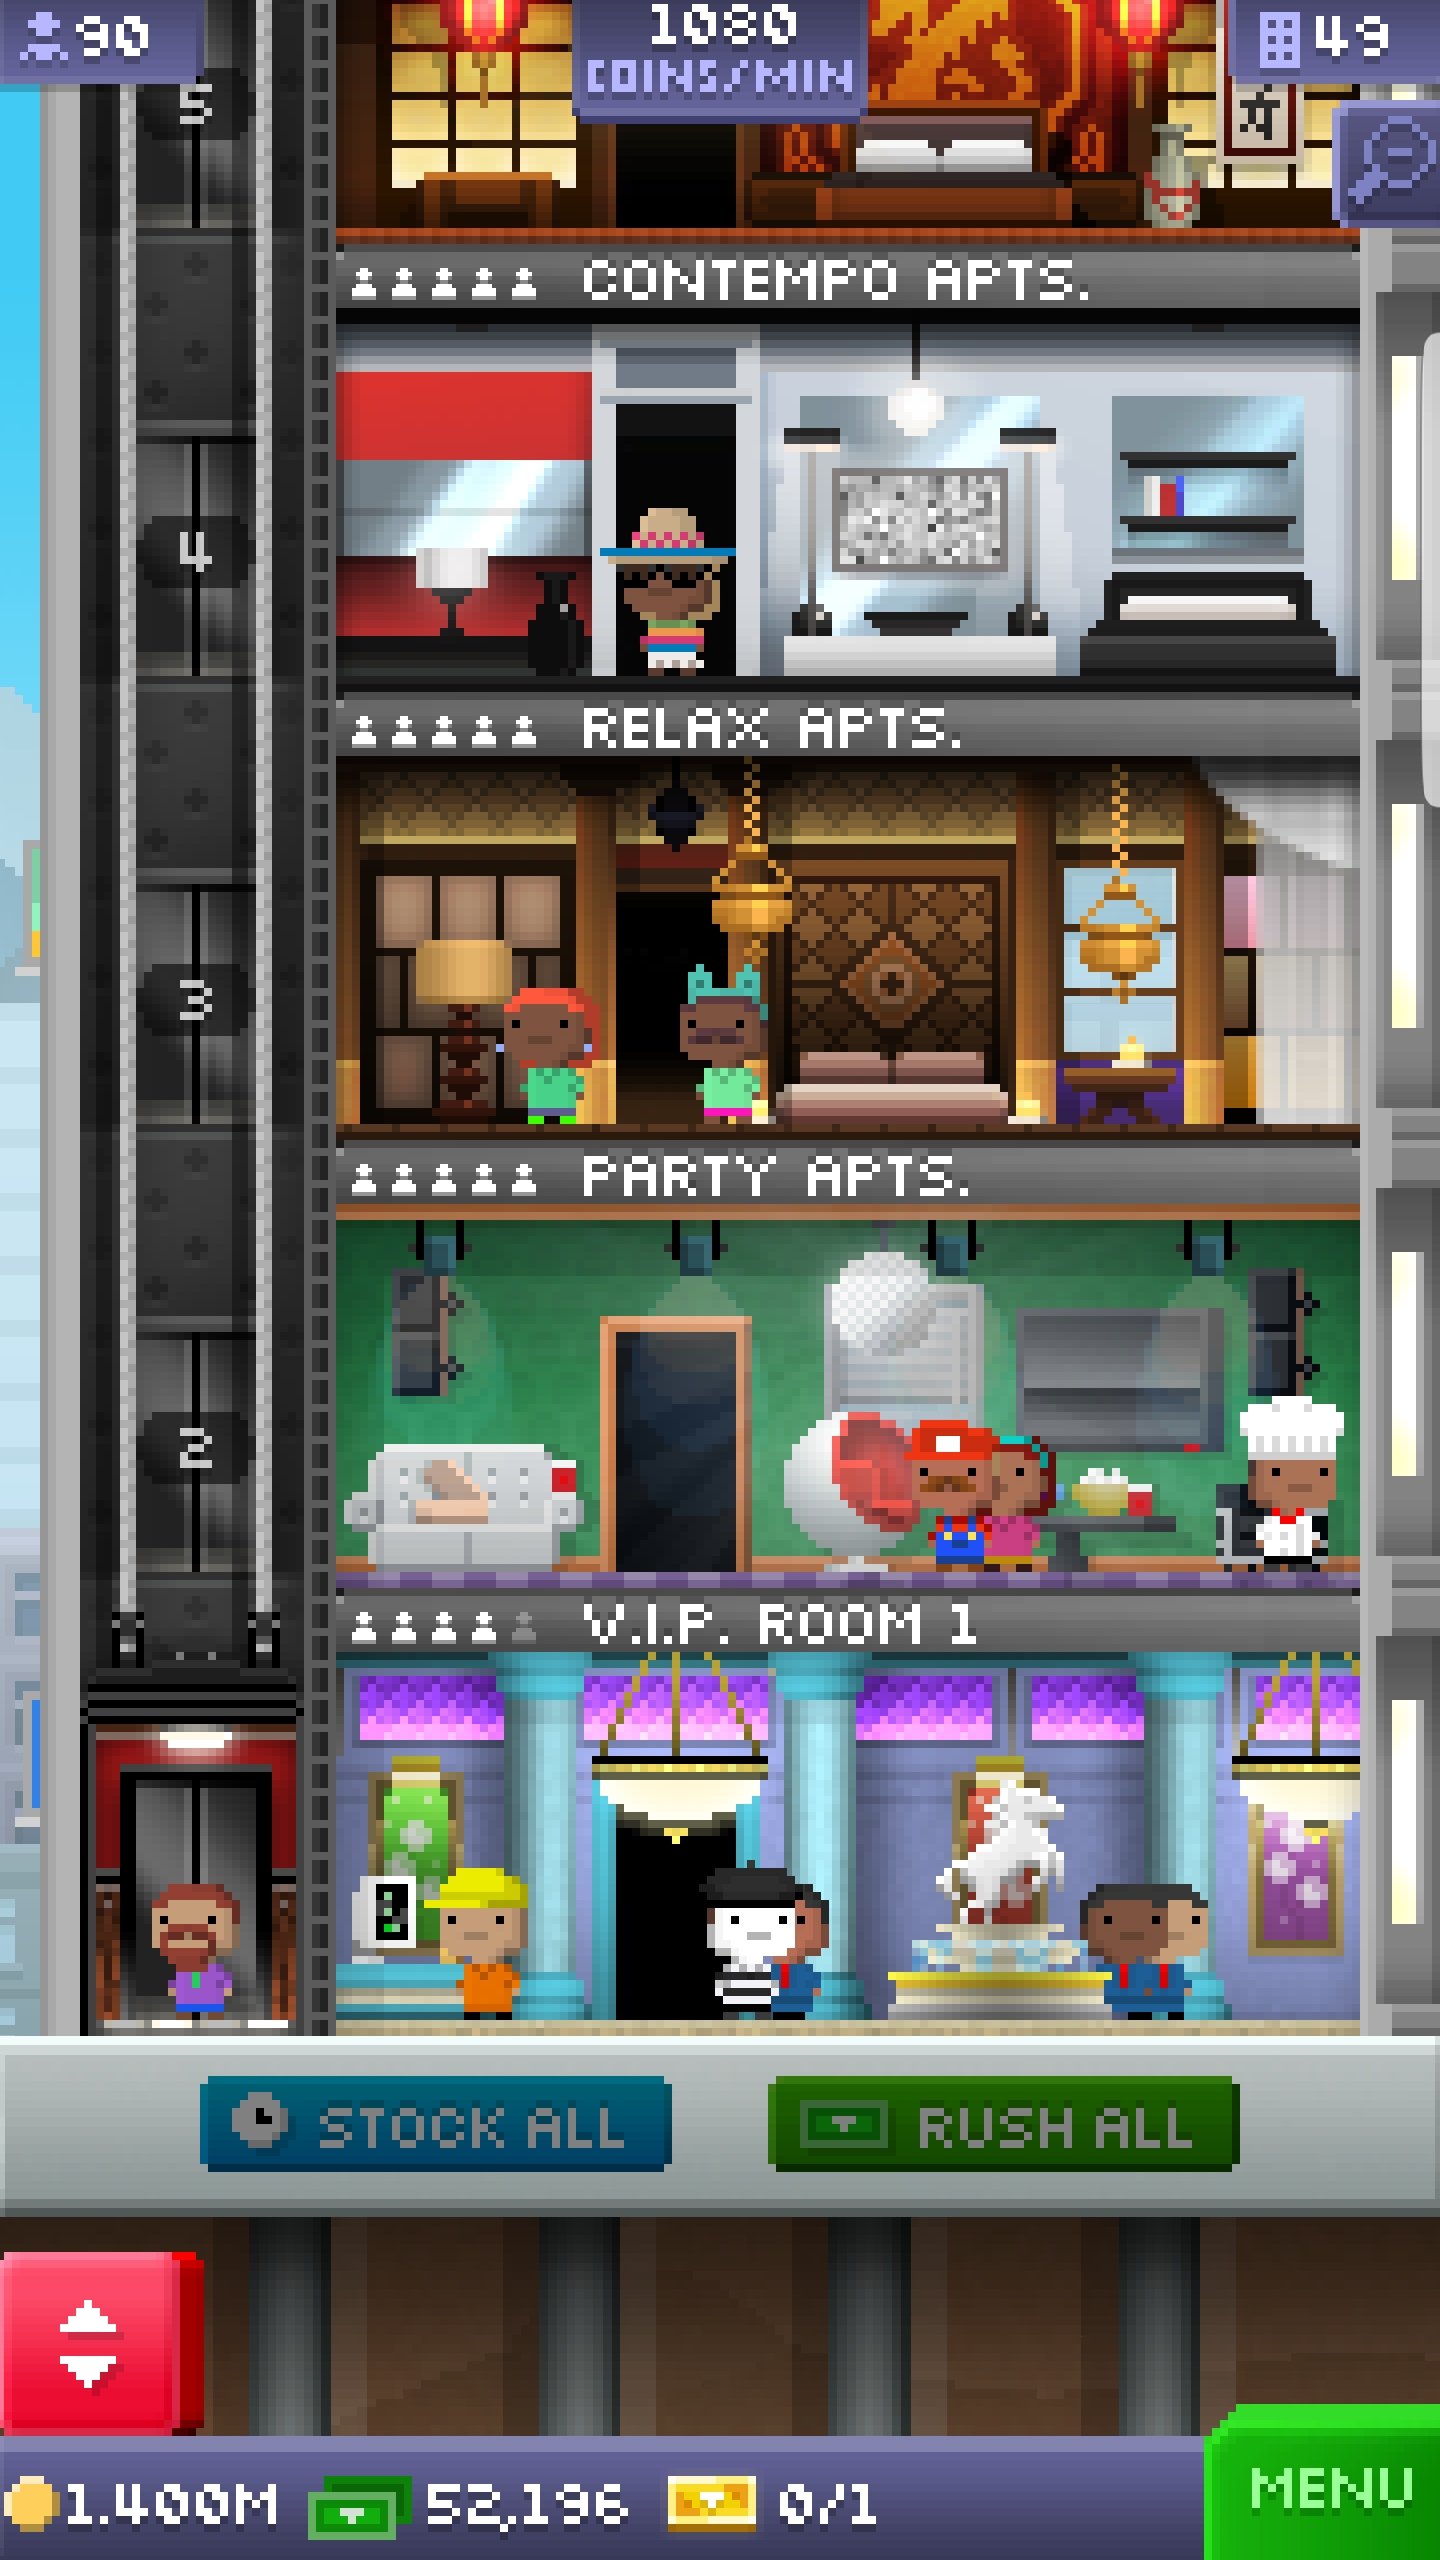 90
1080
COINS/MIN
49
5
CONTEMPO APTS.
4
RELAX APTS.
3
PARTY APTS.
2
V.I.P. ROOM 1
STOCK ALL
RUSH ALL
1.400M
52,196
0/1
MENU